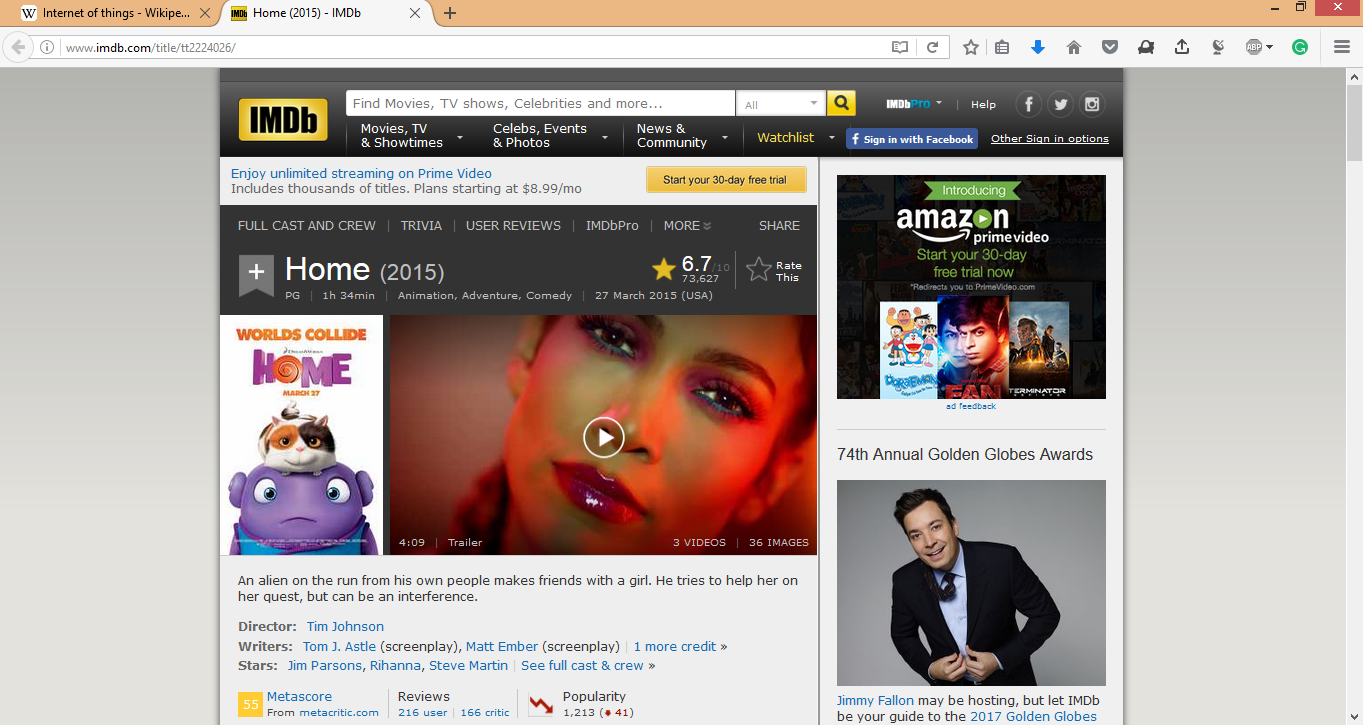 Internet of things - Wikipe...
Home (2015) - IMDb
www.imdb.com/title/tt2224026/
ABP
IMDb
Find Movies, TV shows, Celebrities and more...
All
IMDbPro
Help
Movies, TV
& Showtimes
Celebs, Events
& Photos
News &
Community
Watchlist
Sign in with Facebook
Other Sign in options
Enjoy unlimited streaming on Prime Video
Includes thousands of titles. Plans starting at $8.99/mo
Start your 30-day free trial
FULL CAST AND CREW | TRIVIA | USER REVIEWS | IMDbPro | MORE
SHARE
Home (2015)
6.7/10
73,627
Rate
This
PG | 1h 34min | Animation, Adventure, Comedy | 27 March 2015 (USA)
WORLDS COLLIDE
DREAMWORKS
HOME
MARCH 27
4:09 | Trailer
3 VIDEOS | 36 IMAGES
An alien on the run from his own people makes friends with a girl. He tries to help her on
her quest, but can be an interference.
Director: Tim Johnson
Writers: Tom J. Astle (screenplay), Matt Ember (screenplay) | 1 more credit »
Stars: Jim Parsons, Rihanna, Steve Martin | See full cast & crew »
55
Metascore
From metacritic.com
Reviews
216 user | 166 critic
Popularity
1,213 (41)
Introducing
amazon
primevideo
Start your 30-day
free trial now
*Redirects you to PrimeVideo.com
DORAEMON
FAN
TERMINATOR
ad feedback
74th Annual Golden Globes Awards
Jimmy Fallon may be hosting, but let IMDb
be your guide to the 2017 Golden Globes